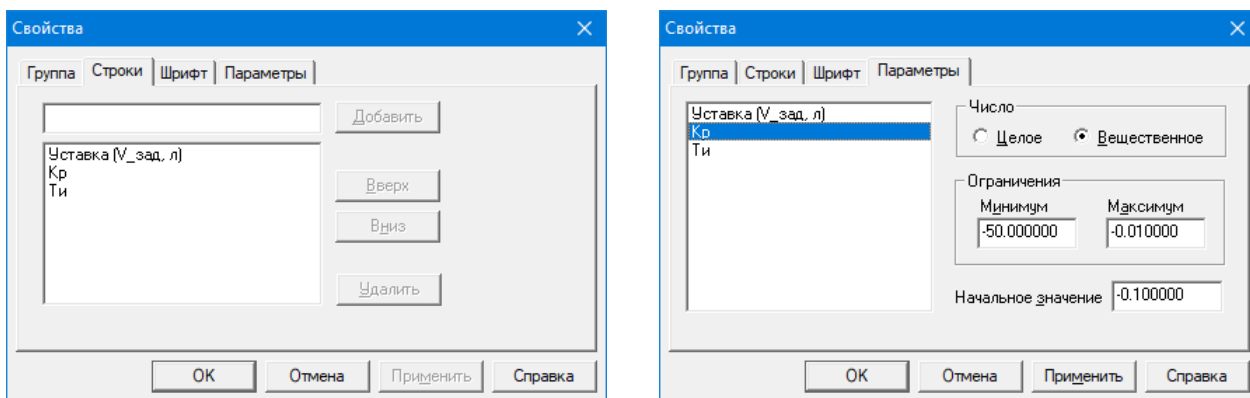 Свойства
Группа Строки Шрифт Параметры
Добавить
Уставка (V_зад, л)
Кр
Ти
Вверх
Вниз
Удалить
OK Отмена Применить Справка
Свойства
Группа Строки Шрифт Параметры
Уставка (V_зад, л)
Кр
Ти
Число
Целое Вещественное
Ограничения
Минимум Максимум
-50.000000 -0.010000
Начальное значение -0.100000
OK Отмена Применить Справка